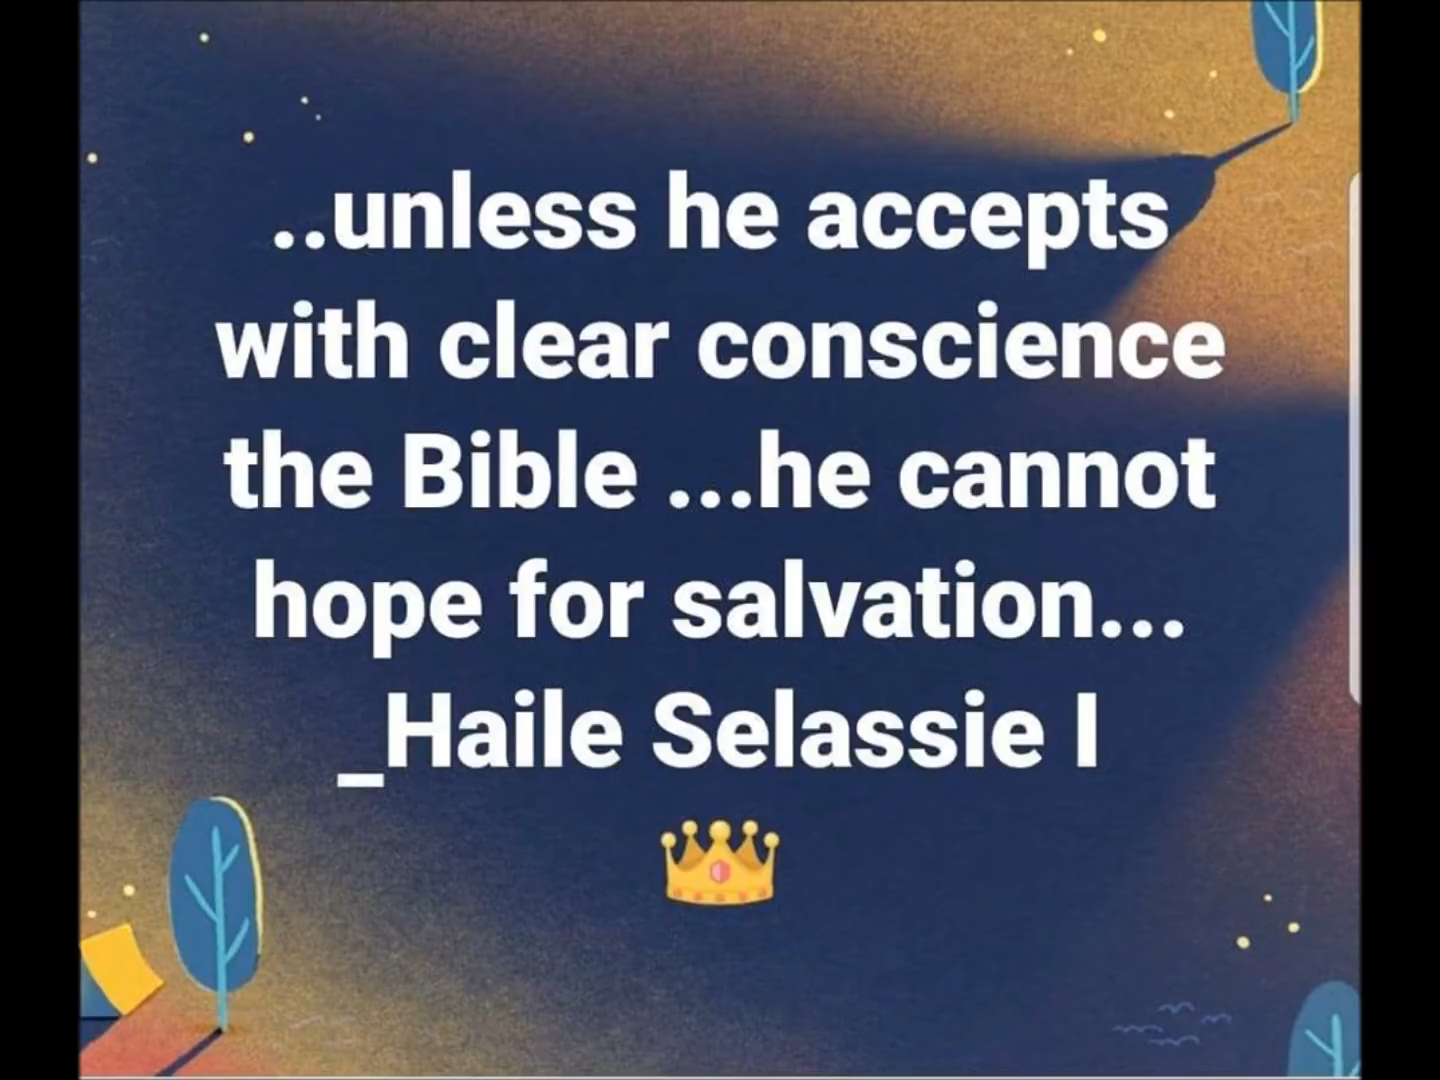 ..unless he accepts
with clear conscience
the Bible ...he cannot
hope for salvation...
_Haile Selassie I